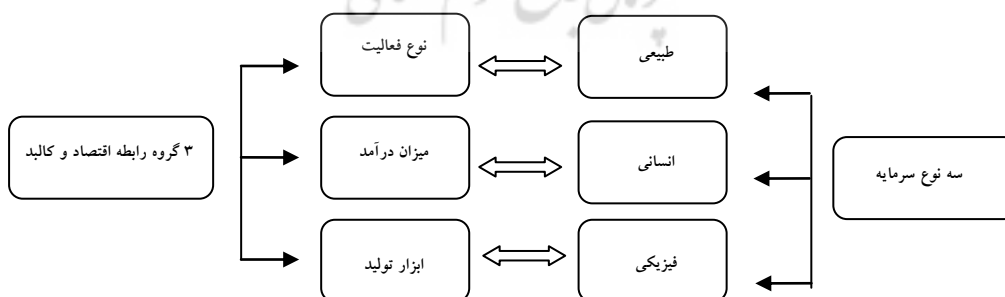 سه نوع سرمایه
طبیعی
انسانی
فیزیکی
نوع فعالیت
میزان درآمد
ابزار تولید
۳ گروه رابطه اقتصاد و کالبد